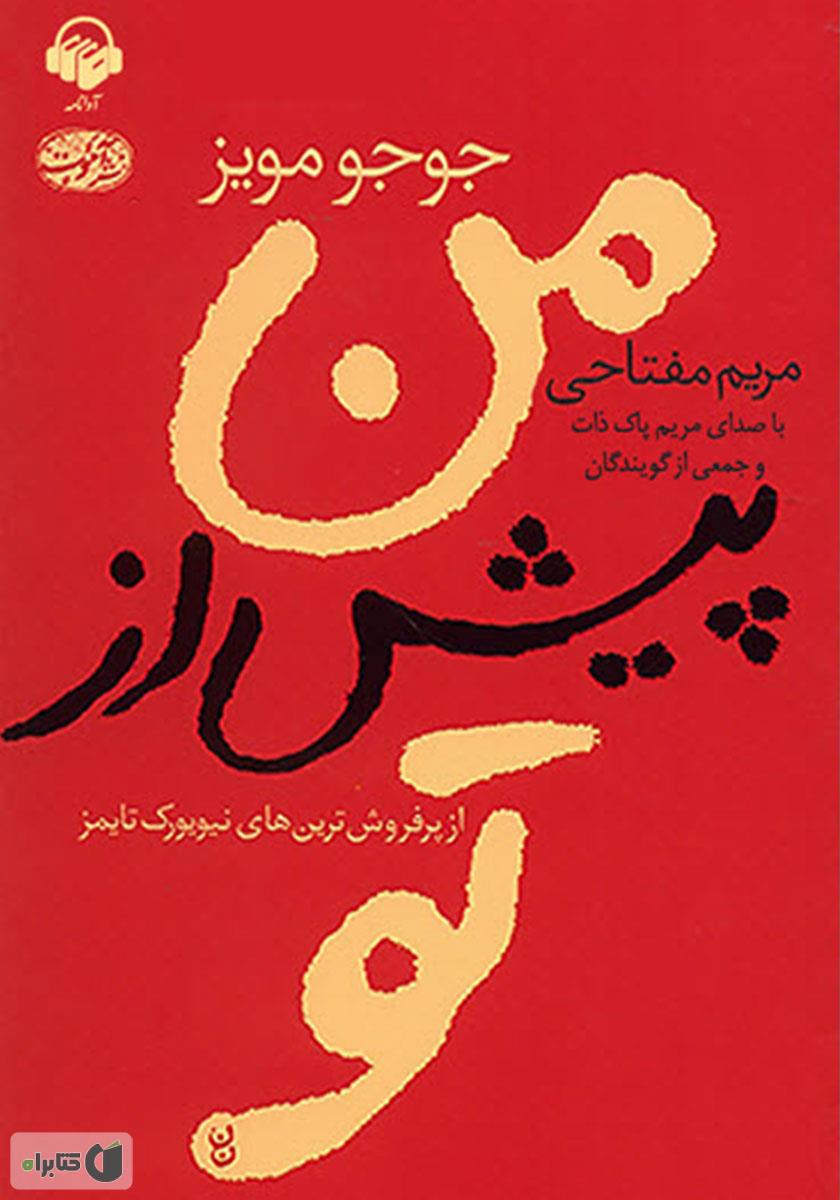 آوانامه
جوجو مویز
من
مریم مفتاحی
با صدای مریم پاک ذات
و جمعی از گویندگان
پیش از
تو
از پرفروش‌ترین‌های نیویورک تایمز
کتابراه